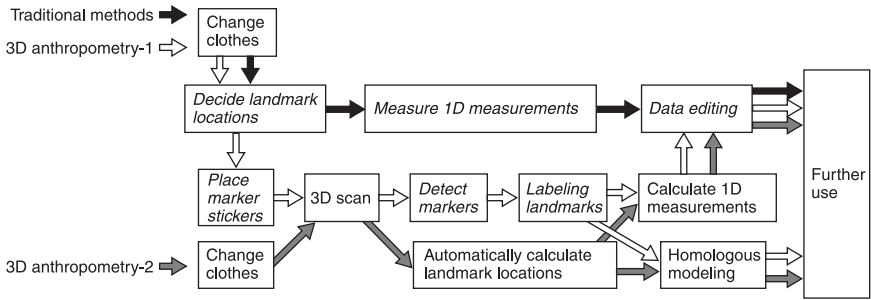 Traditional methods
3D anthropometry-1
Change
clothes
Decide landmark
locations
Measure 1D measurements
Data editing
Further
use
Place
marker
stickers
3D scan
Detect
markers
Labeling
landmarks
Calculate 1D
measurements
3D anthropometry-2
Change
clothes
Automatically calculate
landmark locations
Homologous
modeling